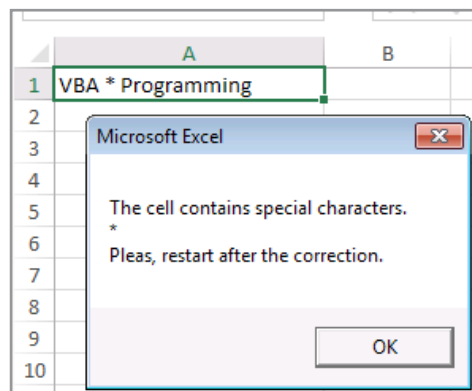 A B
1 VBA * Programming
2
3
4
5
6
7
8
9
10
Microsoft Excel
The cell contains special characters.
*
Pleas, restart after the correction.
OK